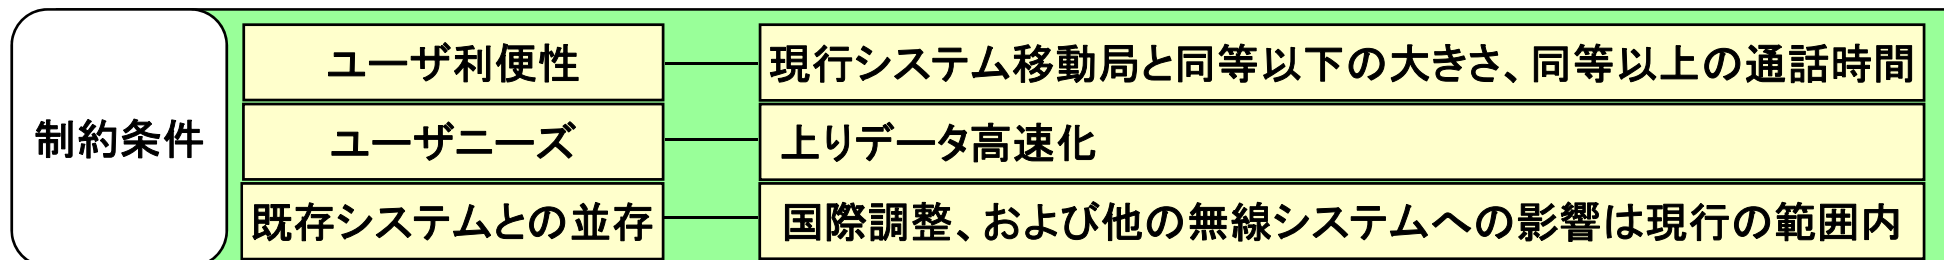 制約条件
ユーザ利便性
現行システム移動局と同等以下の大きさ、同等以上の通話時間
ユーザニーズ
上りデータ高速化
既存システムとの並存
国際調整、および他の無線システムへの影響は現行の範囲内